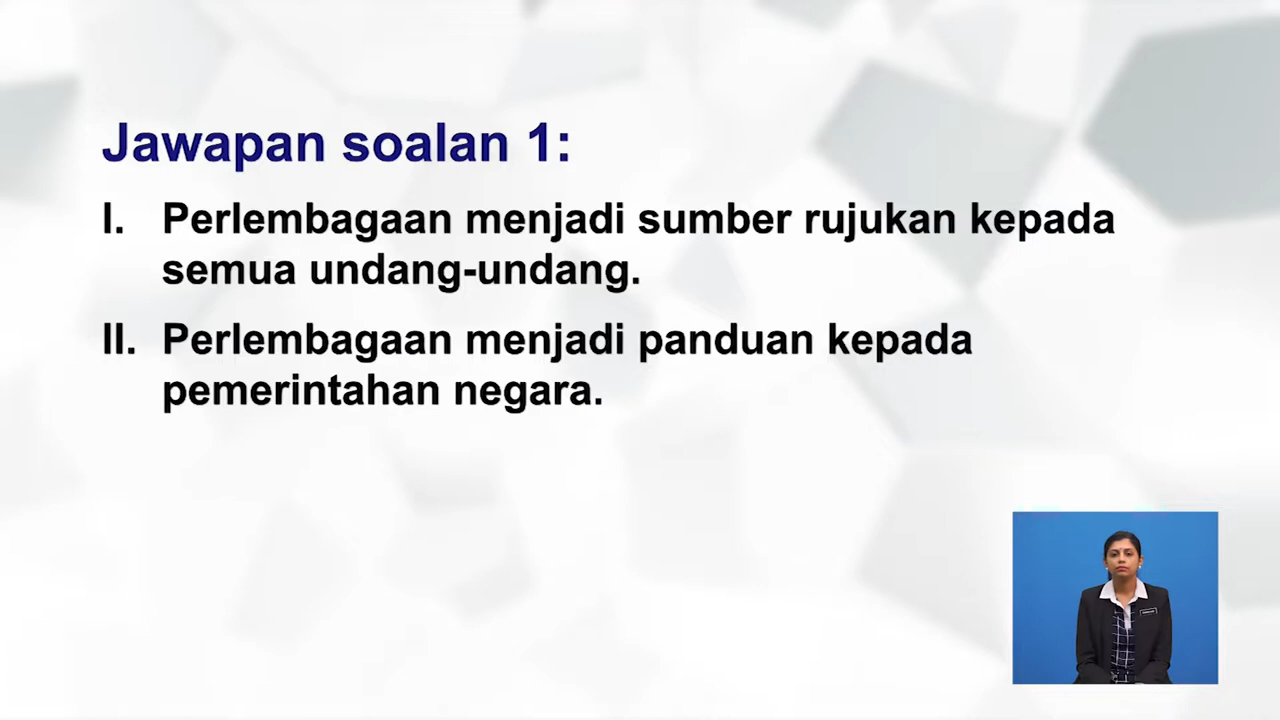 Jawapan soalan 1:
I. Perlembagaan menjadi sumber rujukan kepada
semua undang-undang.
II. Perlembagaan menjadi panduan kepada
pemerintahan negara.